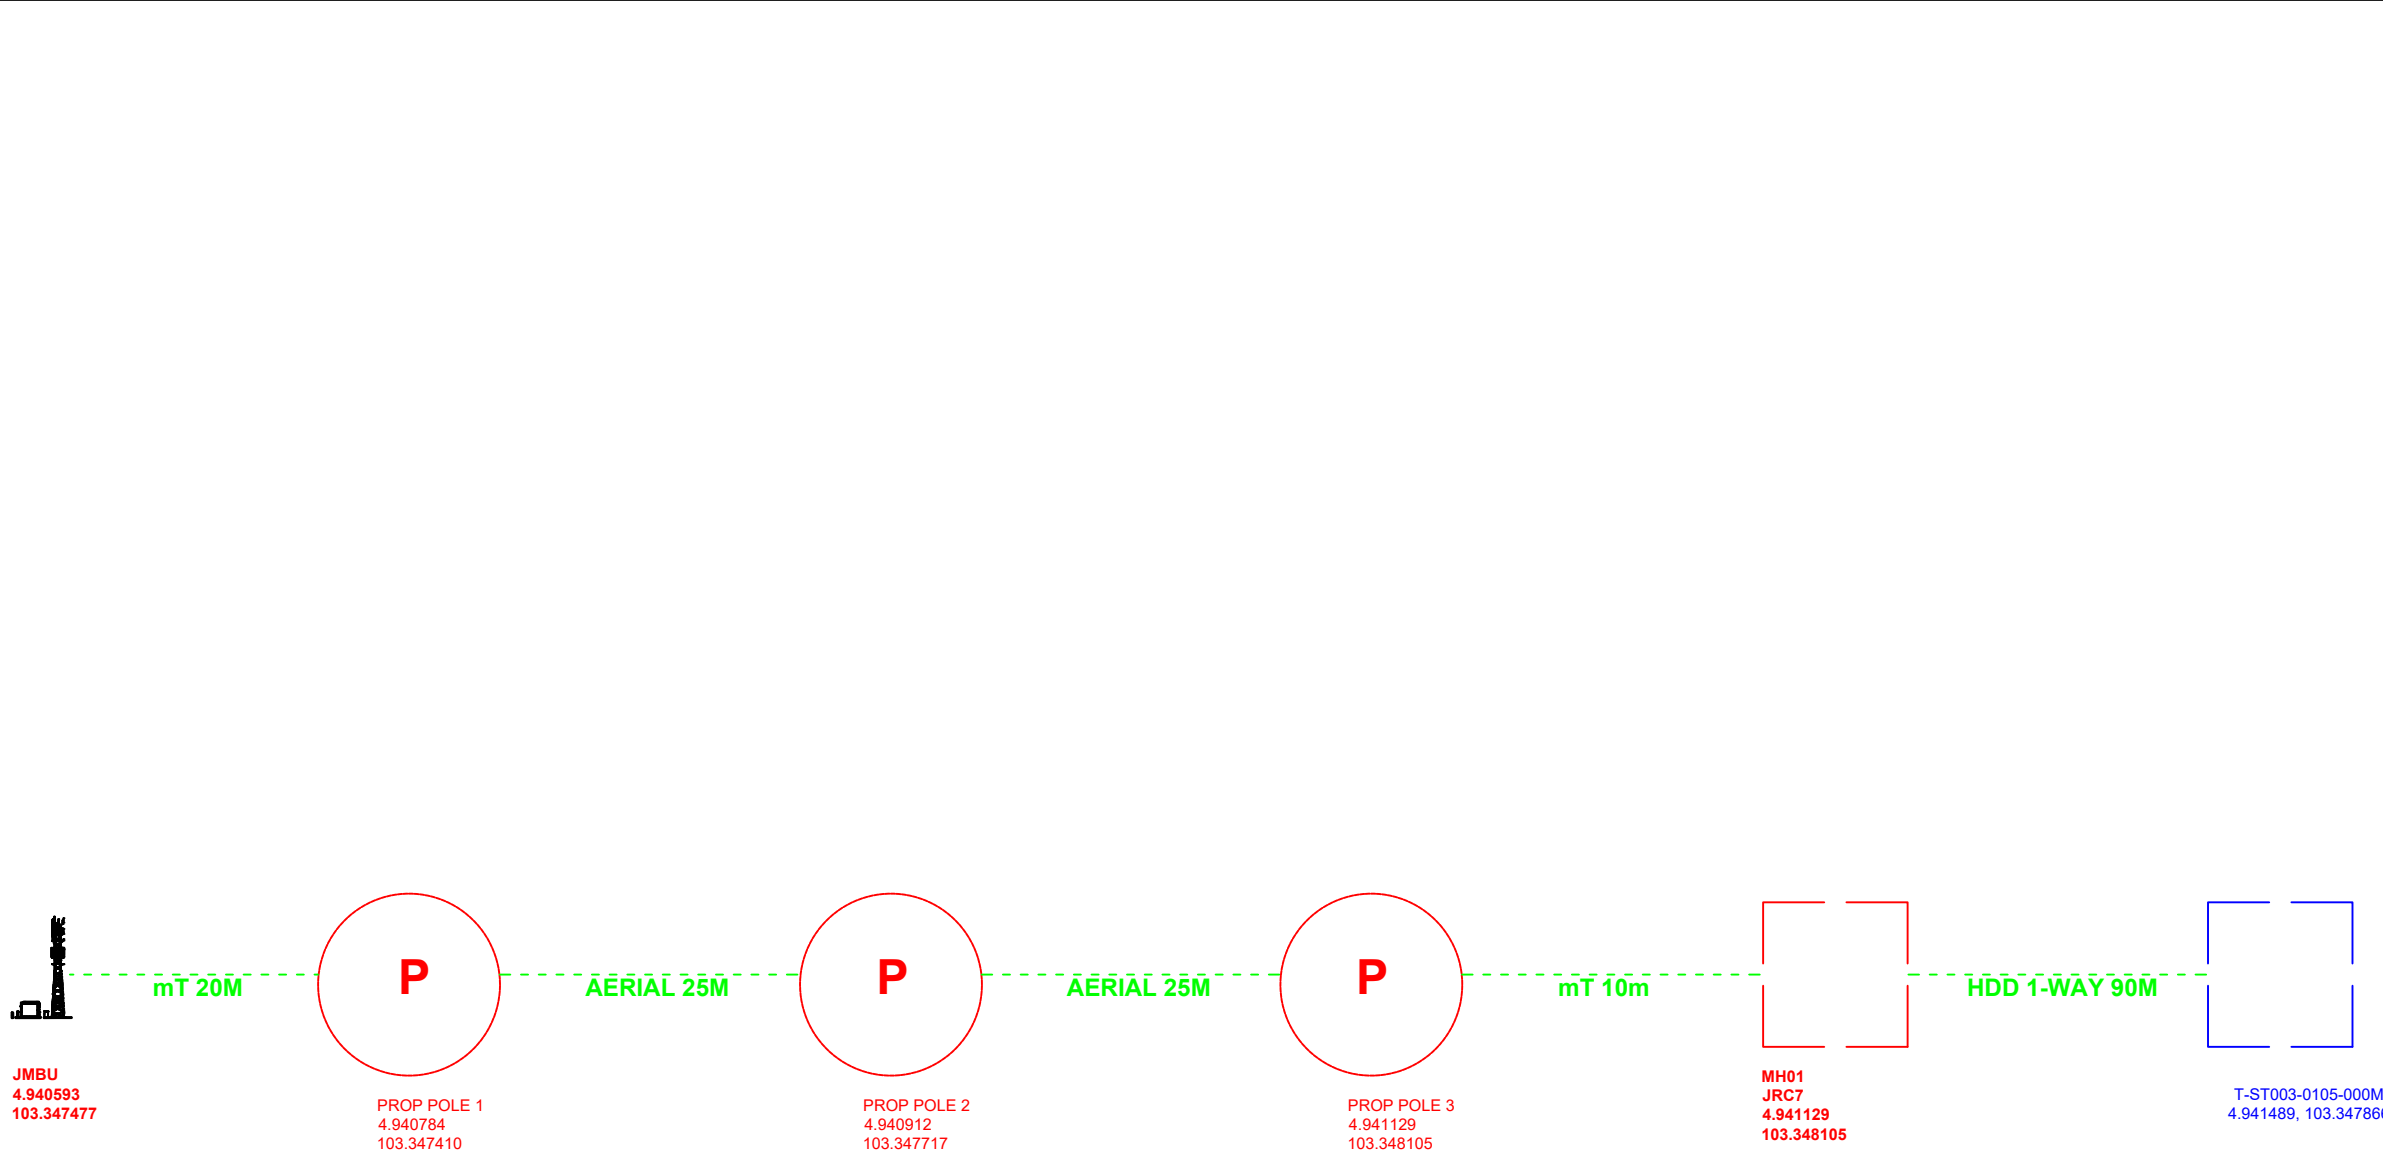 P
P
P
mT 20M
AERIAL 25M
AERIAL 25M
mT 10m
HDD 1-WAY 90M
JMBU
4.940593
103.347477
PROP POLE 1
4.940784
103.347410
PROP POLE 2
4.940912
103.347717
PROP POLE 3
4.941129
103.348105
MH01
JRC7
4.941129
103.348105
T-ST003-0105-000M
4.941489, 103.347866